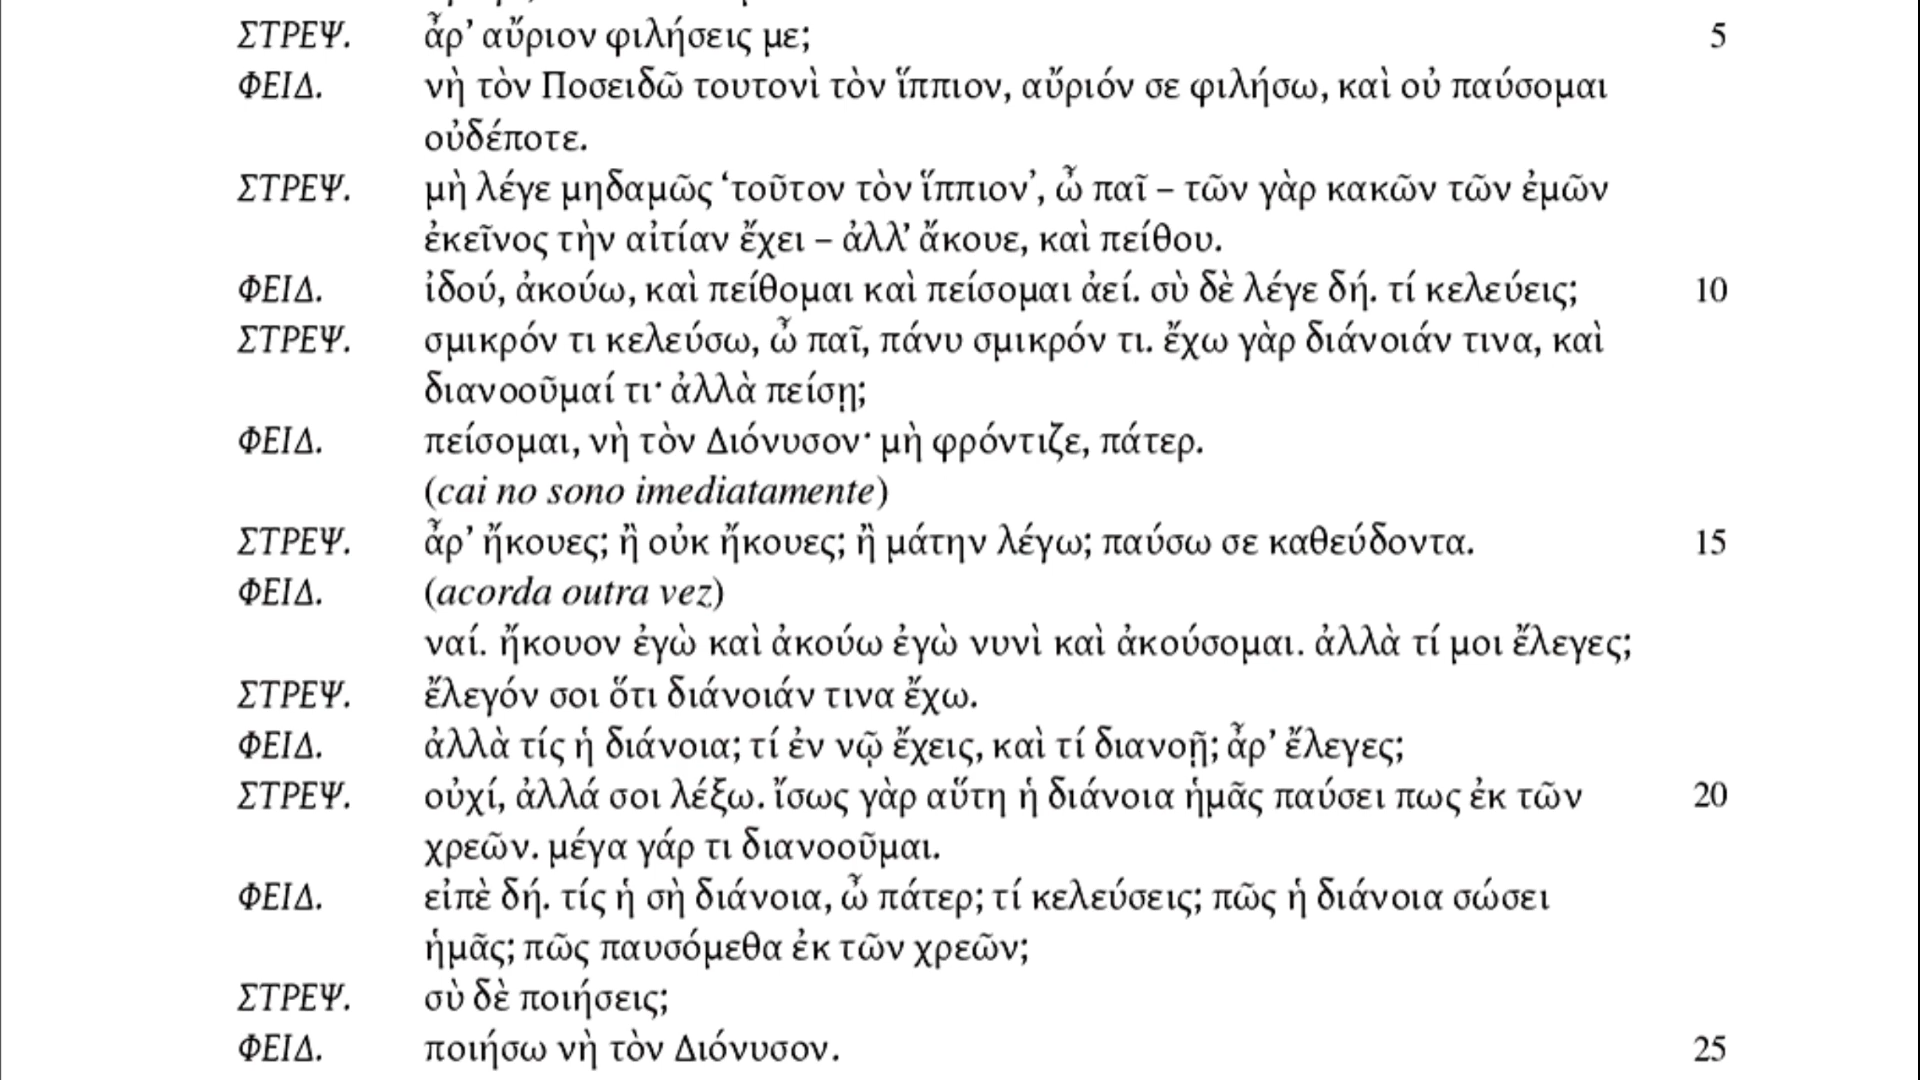 ΣΤΡΕΨ. ἆρ’ αὔριον φιλήσεις με; 5
ΦΕΙΔ. νὴ τὸν Ποσειδῶ τουτονὶ τὸν ἵππιον, αὔριόν σε φιλήσω, καὶ οὐ παύσομαι
οὐδέποτε.
ΣΤΡΕΨ. μὴ λέγε μηδαμῶς ‘τοῦτον τὸν ἵππιον’, ὦ παῖ – τῶν γὰρ κακῶν τῶν ἐμῶν
ἐκεῖνος τὴν αἰτίαν ἔχει – ἀλλ’ ἄκουε, καὶ πείθου.
ΦΕΙΔ. ἰδού, ἀκούω, καὶ πείθομαι καὶ πείσομαι ἀεί. σὺ δὲ λέγε δή. τί κελεύεις; 10
ΣΤΡΕΨ. σμικρόν τι κελεύσω, ὦ παῖ, πάνυ σμικρόν τι. ἔχω γὰρ διάνοιάν τινα, καὶ
διανοοῦμαί τι· ἀλλὰ πείσῃ;
ΦΕΙΔ. πείσομαι, νὴ τὸν Διόνυσον· μὴ φρόντιζε, πάτερ.
(cai no sono imediatamente)
ΣΤΡΕΨ. ἆρ’ ἤκουες; ἢ οὐκ ἤκουες; ἢ μάτην λέγω; παύσω σε καθεύδοντα. 15
ΦΕΙΔ. (acorda outra vez)
ναί. ἤκουον ἐγὼ καὶ ἀκούω ἐγὼ νυνὶ καὶ ἀκούσομαι. ἀλλὰ τί μοι ἔλεγες;
ΣΤΡΕΨ. ἔλεγόν σοι ὅτι διάνοιάν τινα ἔχω.
ΦΕΙΔ. ἀλλὰ τίς ἡ διάνοια; τί ἐν νῷ ἔχεις, καὶ τί διανοῇ; ἆρ’ ἔλεγες;
ΣΤΡΕΨ. οὐχί, ἀλλά σοι λέξω. ἴσως γὰρ αὕτη ἡ διάνοια ἡμᾶς παύσει πως ἐκ τῶν 20
χρεῶν. μέγα γάρ τι διανοοῦμαι.
ΦΕΙΔ. εἰπὲ δή. τίς ἡ σὴ διάνοια, ὦ πάτερ; τί κελεύσεις; πῶς ἡ διάνοια σώσει
ἡμᾶς; πῶς παυσόμεθα ἐκ τῶν χρεῶν;
ΣΤΡΕΨ. σὺ δὲ ποιήσεις;
ΦΕΙΔ. ποιήσω νὴ τὸν Διόνυσον. 25